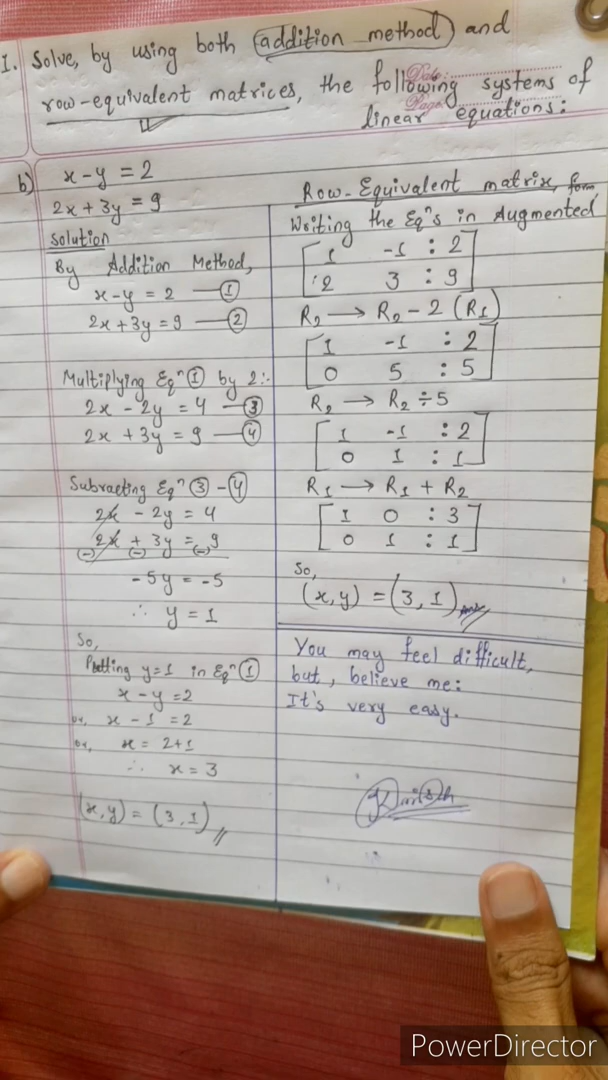 1. Solve, by using both addition method and
row-equivalent matrices, the following systems of
linear equations:
Date:
Page:
b) x-y = 2
2x+3y = 9
Solution
By Addition Method,
x-y = 2 —①
2x+3y = 9 —②
Multiplying Eqⁿ ① by 2:-
2x - 2y = 4 —③
2x + 3y = 9 —④
Subracting Eqⁿ ③ - ④
2x - 2y = 4
2x + 3y = 9
(-) (-) (-)
-5y = -5
∴ y = 1
So,
Putting y=1 in Eqⁿ ①
x-y =2
or, x - 1 = 2
or, x = 2+1
∴ x = 3
(x,y) = (3,1)
Row-Equivalent matrix, form
Writing the Eqⁿs in Augmented
1 -1 : 2
2 3 : 9
R₂ → R₂ - 2 (R₁)
1 -1 : 2
0 5 : 5
R₂ → R₂ ÷ 5
1 -1 : 2
0 1 : 1
R₁ → R₁ + R₂
1 0 : 3
0 1 : 1
So,
(x,y) = (3,1) Ans
You may feel difficult,
but, believe me:
It's very easy.
PowerDirector